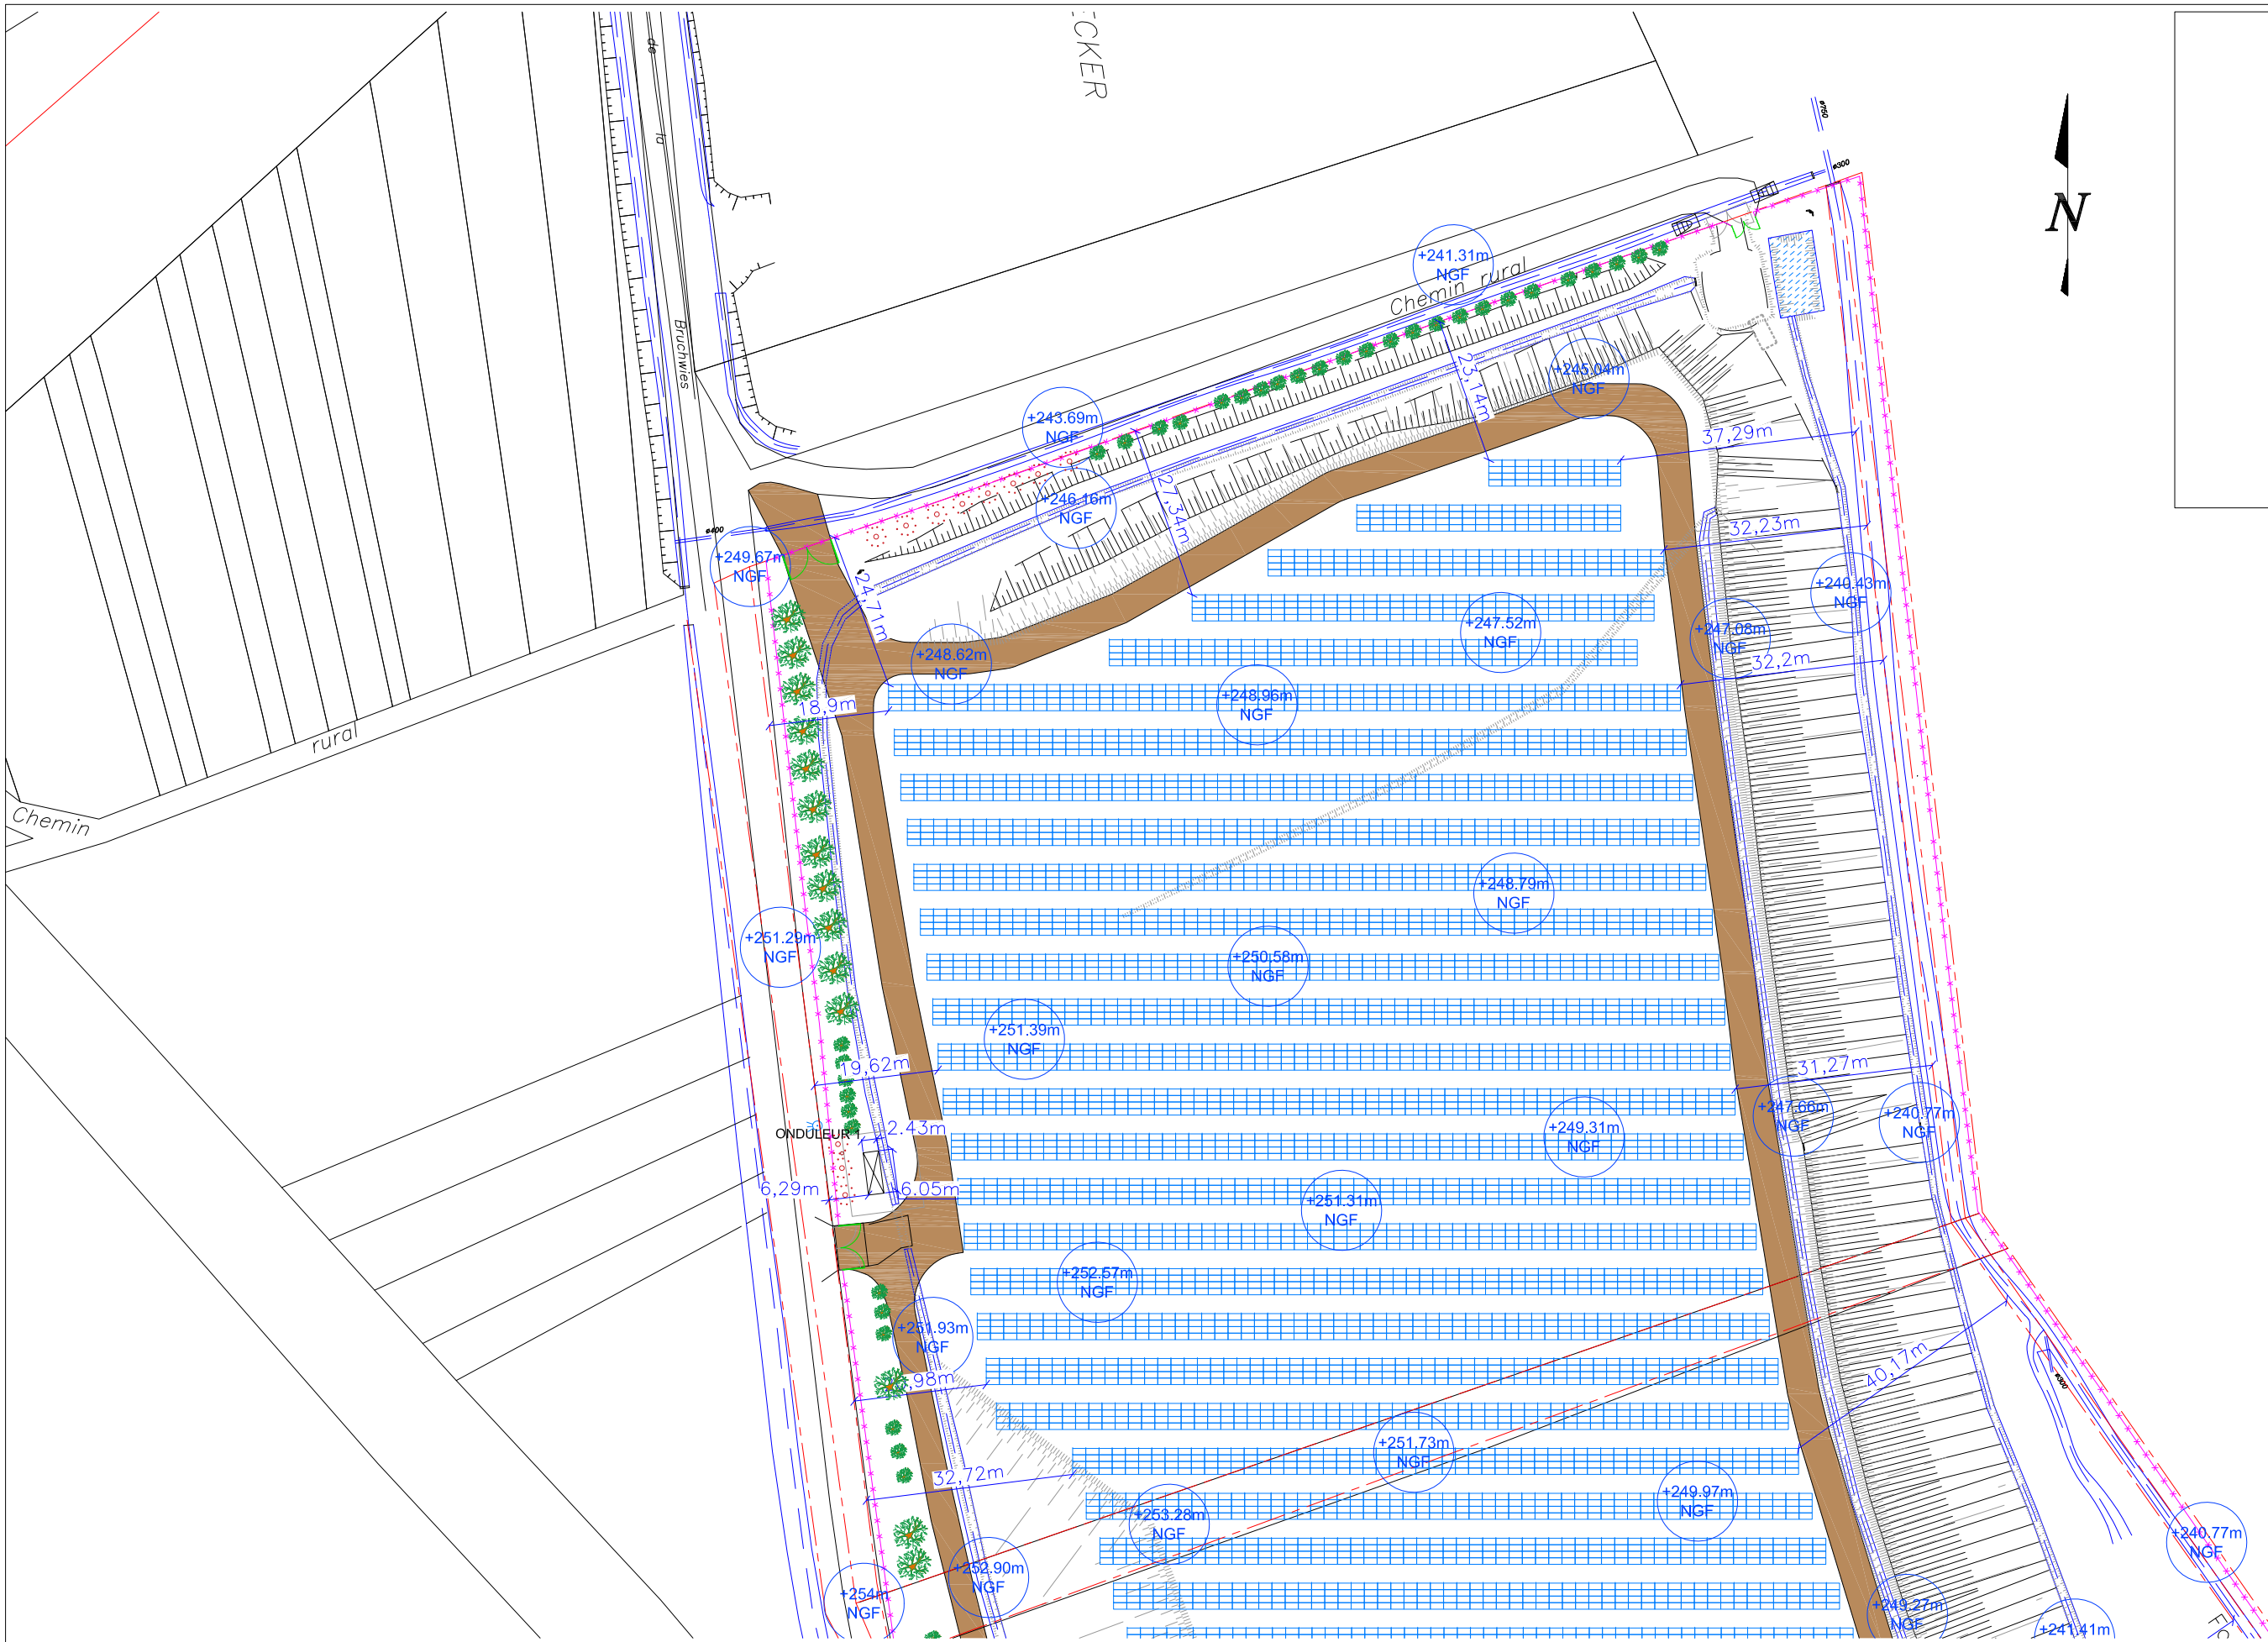 de
la
Bruchwies
ECKER
ø750
ø300
N
+241.31m
NGF
Chemin rural
23,14m
+245.04m
NGF
+243.69m
NGF
37,29m
+246.16m
NGF
27,34m
32,23m
ø400
+249.67m
NGF
24,71m
+240.43m
NGF
+247.52m
NGF
+247.08m
NGF
+248.62m
NGF
32,2m
+248.96m
NGF
18,9m
rural
Chemin
+248.79m
NGF
+251.29m
NGF
+250.58m
NGF
+251.39m
NGF
19,62m
31,27m
+247.66m
NGF
+240.77m
NGF
ONDULEUR 1
2.43m
+249.31m
NGF
6,29m
6.05m
+251.31m
NGF
+252.57m
NGF
+251.93m
NGF
,98m
40,17m
ø300
+251.73m
NGF
32,72m
+249.97m
NGF
+253.28m
NGF
+240.77m
NGF
+252.90m
NGF
+254m
NGF
+249.27m
NGF
+241.41m